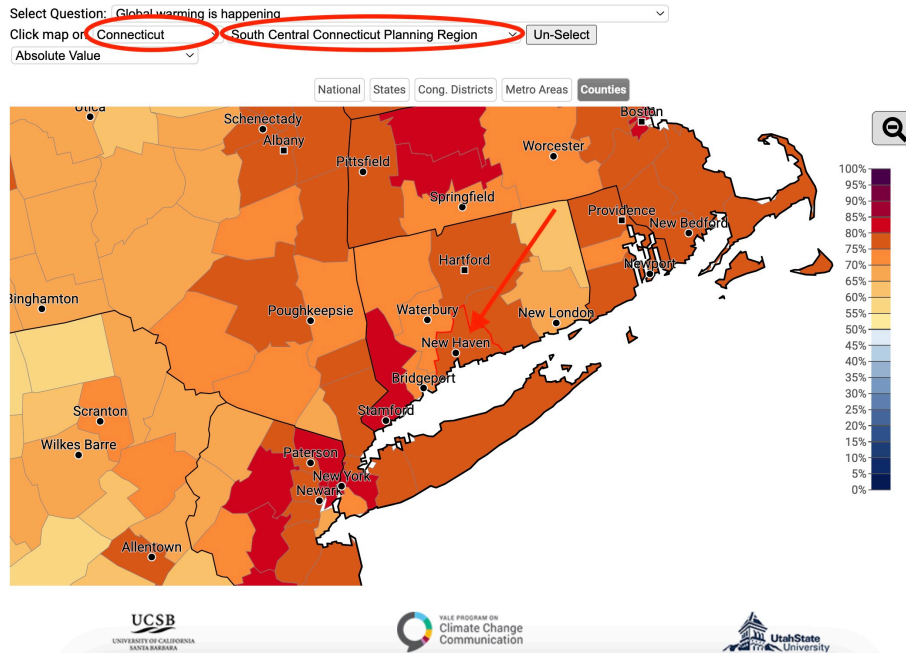 Select Question: Global warming is happening
Click map or Connecticut South Central Connecticut Planning Region Un-Select
Absolute Value
National States Cong. Districts Metro Areas Counties
Utica
Schenectady
Albany
Boston
Worcester
Pittsfield
Springfield
Providence
New Bedford
Hartford
Newport
Binghamton
Poughkeepsie
Waterbury
New London
New Haven
Bridgeport
Scranton
Stamford
Wilkes Barre
Paterson
New York
Newark
Allentown
100%
95%
90%
85%
80%
75%
70%
65%
60%
55%
50%
45%
40%
35%
30%
25%
20%
15%
10%
5%
0%
UCSB
UNIVERSITY OF CALIFORNIA
SANTA BARBARA
YALE PROGRAM ON
Climate Change
Communication
UtahState
University